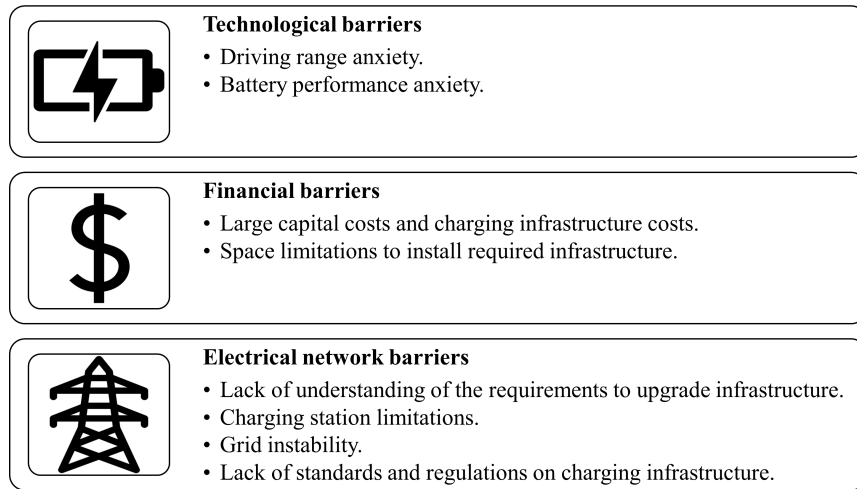 Technological barriers
• Driving range anxiety.
• Battery performance anxiety.
Financial barriers
• Large capital costs and charging infrastructure costs.
• Space limitations to install required infrastructure.
Electrical network barriers
• Lack of understanding of the requirements to upgrade infrastructure.
• Charging station limitations.
• Grid instability.
• Lack of standards and regulations on charging infrastructure.